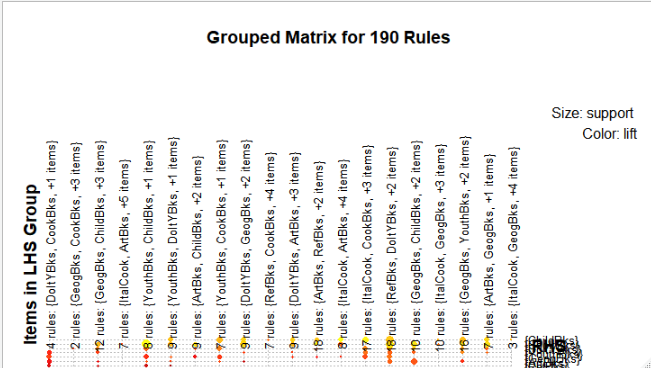 Grouped Matrix for 190 Rules
Size: support
Color: lift
Items in LHS Group
4 rules: {DoItYBks, CookBks, +1 items}
2 rules: {GeogBks, CookBks, +3 items}
12 rules: {GeogBks, ChildBks, +3 items}
7 rules: {ItalCook, ArtBks, +5 items}
8 rules: {YouthBks, ChildBks, +1 items}
9 rules: {YouthBks, DoItYBks, +1 items}
9 rules: {ArtBks, ChildBks, +2 items}
7 rules: {YouthBks, CookBks, +1 items}
7 rules: {DoItYBks, GeogBks, +2 items}
7 rules: {RefBks, CookBks, +4 items}
9 rules: {DoItYBks, ArtBks, +3 items}
16 rules: {ArtBks, RefBks, +2 items}
8 rules: {ItalCook, ArtBks, +4 items}
17 rules: {ItalCook, CookBks, +3 items}
18 rules: {RefBks, DoItYBks, +2 items}
10 rules: {GeogBks, ChildBks, +2 items}
10 rules: {ItalCook, GeogBks, +3 items}
16 rules: {GeogBks, YouthBks, +2 items}
7 rules: {ArtBks, GeogBks, +1 items}
3 rules: {ItalCook, GeogBks, +4 items}
{ChildBks}
RHS